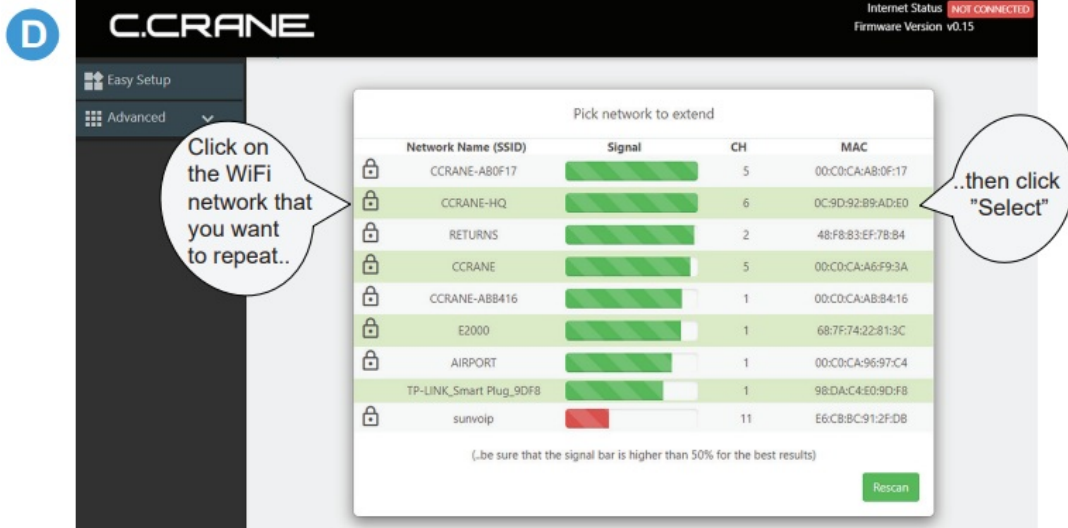 D
C.CRANE
Internet Status NOT CONNECTED
Firmware Version v0.15
Easy Setup
Advanced
Click on
the WiFi
network that
you want
to repeat..
Pick network to extend
Network Name (SSID) Signal CH MAC
CCRANE-AB0F17 5 00:C0:CA:AB:0F:17
CCRANE-HQ 6 0C:9D:92:B9:AD:E0
RETURNS 2 48:F8:B3:EF:7B:B4
CCRANE 5 00:C0:CA:A6:F9:3A
CCRANE-ABB416 1 00:C0:CA:AB:B4:16
E2000 1 68:7F:74:22:81:3C
AIRPORT 1 00:C0:CA:96:97:C4
TP-LINK_Smart Plug_9DF8 1 98:DA:C4:E0:9D:F8
sunvoip 11 E6:CB:BC:91:2F:DB
(..be sure that the signal bar is higher than 50% for the best results)
Rescan
..then click
"Select"